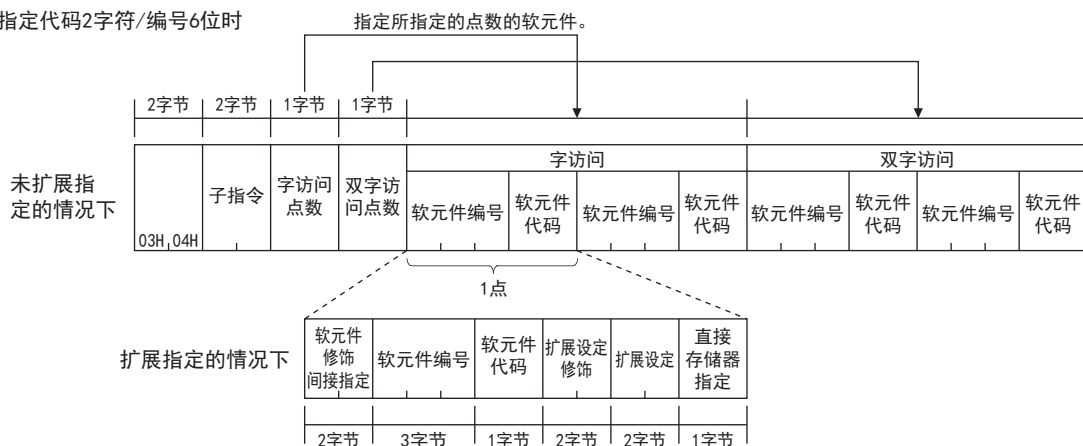 指定代码2字符/编号6位时
指定所指定的点数的软元件。
2字节 2字节 1字节 1字节
未扩展指
定的情况下
03H 04H
子指令
字访问
点数
双字访
问点数
字访问
双字访问
软元件编号
软元件
代码
软元件编号
软元件
代码
软元件编号
软元件
代码
软元件编号
软元件
代码
1点
扩展指定的情况下
软元件
修饰
间接指定
软元件编号
软元件
代码
扩展设定
修饰
扩展设定
直接
存储器
指定
2字节 3字节 1字节 2字节 2字节 1字节